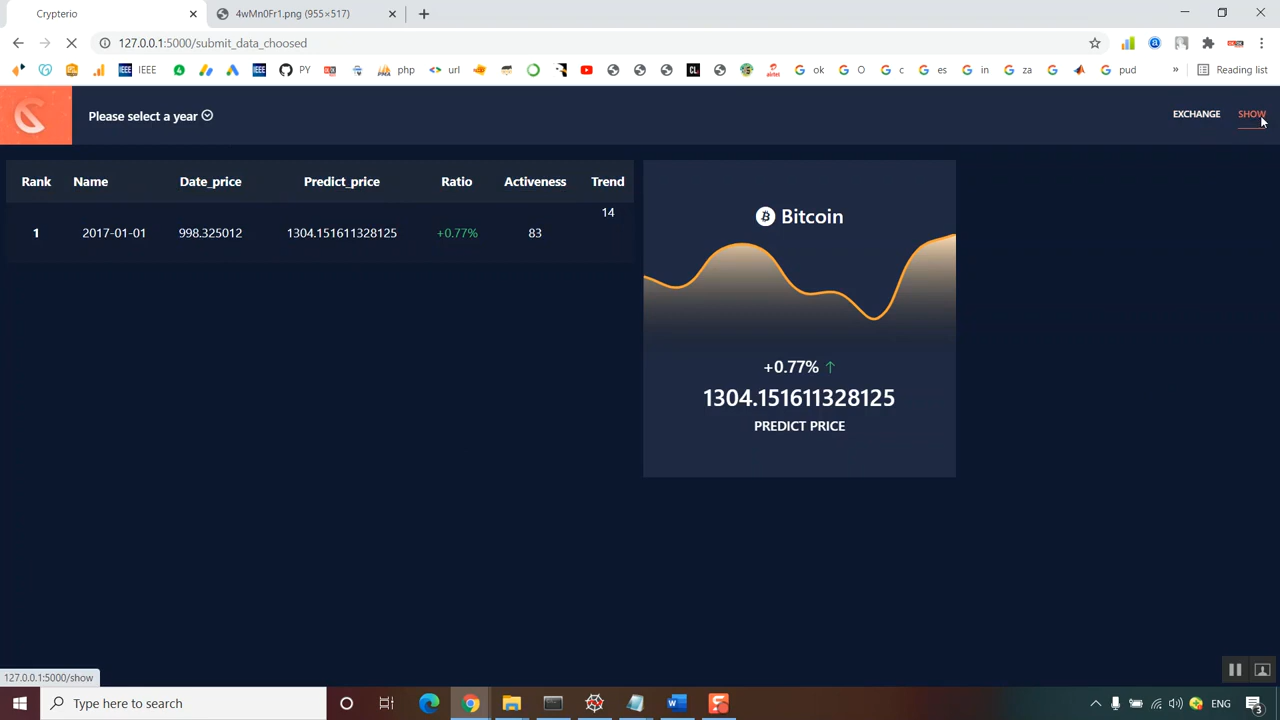 Crypterio
4wMn0Fr1.png (955×517)
127.0.0.1:5000/submit_data_choosed
IEEE
PY
php
url
ok
O
c
es
in
za
pud
»
Reading list
Please select a year
EXCHANGE
SHOW
Rank Name Date_price Predict_price Ratio Activeness Trend
14
1 2017-01-01 998.325012 1304.151611328125 +0.77% 83
Bitcoin
+0.77% ↑
1304.151611328125
PREDICT PRICE
127.0.0.1:5000/show
Type here to search
ENG
3